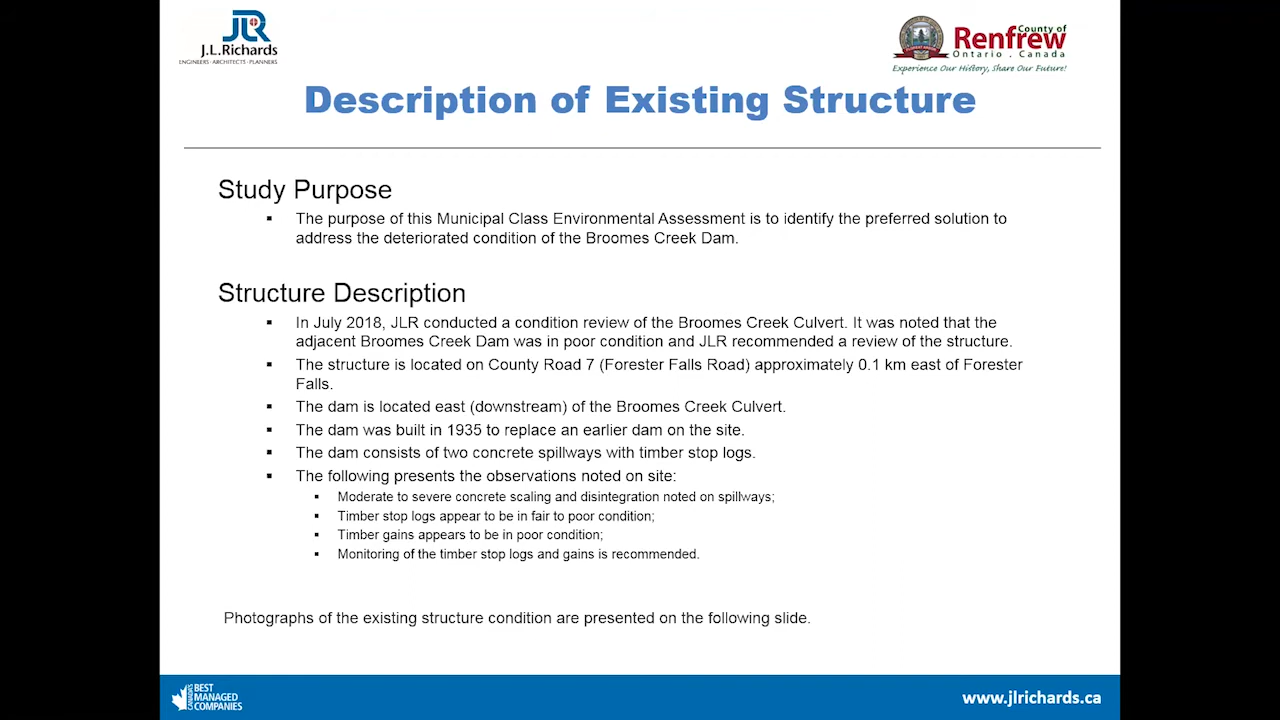 JLR
J.L.Richards
ENGINEERS · ARCHITECTS · PLANNERS
County of
Renfrew
Ontario . Canada
Experience Our History, Share Our Future!
Description of Existing Structure
Study Purpose
▪ The purpose of this Municipal Class Environmental Assessment is to identify the preferred solution to
address the deteriorated condition of the Broomes Creek Dam.
Structure Description
▪ In July 2018, JLR conducted a condition review of the Broomes Creek Culvert. It was noted that the
adjacent Broomes Creek Dam was in poor condition and JLR recommended a review of the structure.
▪ The structure is located on County Road 7 (Forester Falls Road) approximately 0.1 km east of Forester
Falls.
▪ The dam is located east (downstream) of the Broomes Creek Culvert.
▪ The dam was built in 1935 to replace an earlier dam on the site.
▪ The dam consists of two concrete spillways with timber stop logs.
▪ The following presents the observations noted on site:
▪ Moderate to severe concrete scaling and disintegration noted on spillways;
▪ Timber stop logs appear to be in fair to poor condition;
▪ Timber gains appears to be in poor condition;
▪ Monitoring of the timber stop logs and gains is recommended.
Photographs of the existing structure condition are presented on the following slide.
CANADA'S
BEST
MANAGED
COMPANIES
www.jlrichards.ca